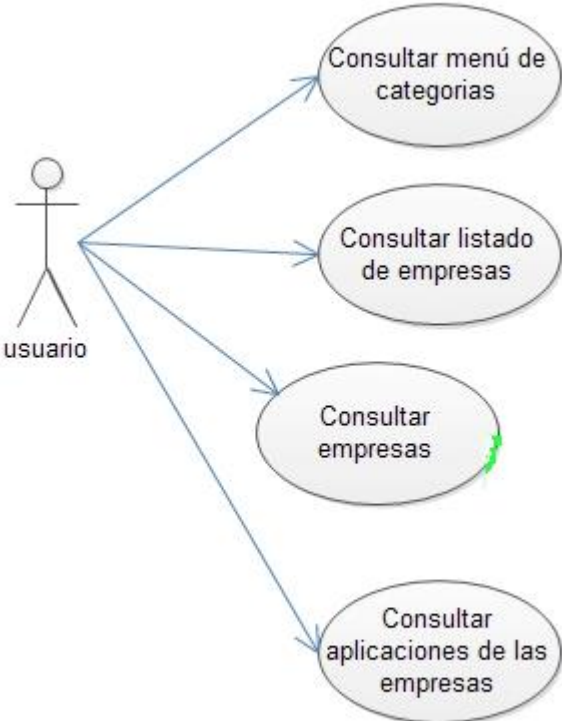 Consultar menú de
categorias
Consultar listado
de empresas
usuario
Consultar
empresas
Consultar
aplicaciones de las
empresas